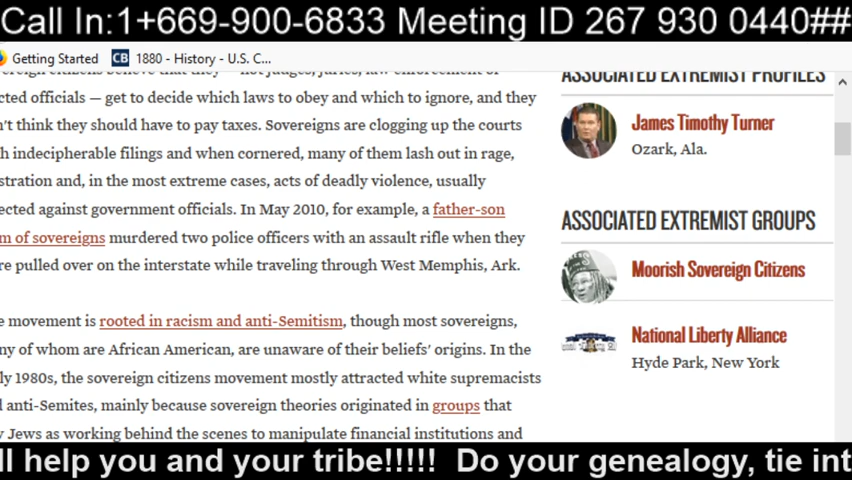 Call In:1+669-900-6833 Meeting ID 267 930 0440##
Getting Started CB 1880 - History - U.S. C...
cted officials — get to decide which laws to obey and which to ignore, and they
n't think they should have to pay taxes. Sovereigns are clogging up the courts
h indecipherable filings and when cornered, many of them lash out in rage,
stration and, in the most extreme cases, acts of deadly violence, usually
ected against government officials. In May 2010, for example, a father-son
m of sovereigns murdered two police officers with an assault rifle when they
re pulled over on the interstate while traveling through West Memphis, Ark.
e movement is rooted in racism and anti-Semitism, though most sovereigns,
ny of whom are African American, are unaware of their beliefs' origins. In the
ly 1980s, the sovereign citizens movement mostly attracted white supremacists
d anti-Semites, mainly because sovereign theories originated in groups that
y Jews as working behind the scenes to manipulate financial institutions and
ASSOCIATED EXTREMIST PROFILES
James Timothy Turner
Ozark, Ala.
ASSOCIATED EXTREMIST GROUPS
Moorish Sovereign Citizens
National Liberty Alliance
Hyde Park, New York
ll help you and your tribe!!!!! Do your genealogy, tie int